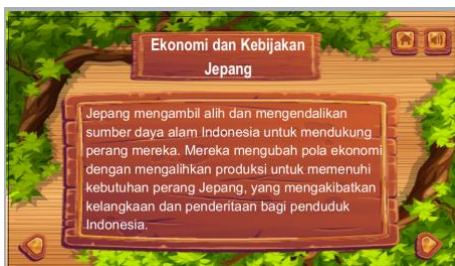 Ekonomi dan Kebijakan
Jepang
Jepang mengambil alih dan mengendalikan
sumber daya alam Indonesia untuk mendukung
perang mereka. Mereka mengubah pola ekonomi
dengan mengalihkan produksi untuk memenuhi
kebutuhan perang Jepang, yang mengakibatkan
kelangkaan dan penderitaan bagi penduduk
Indonesia.